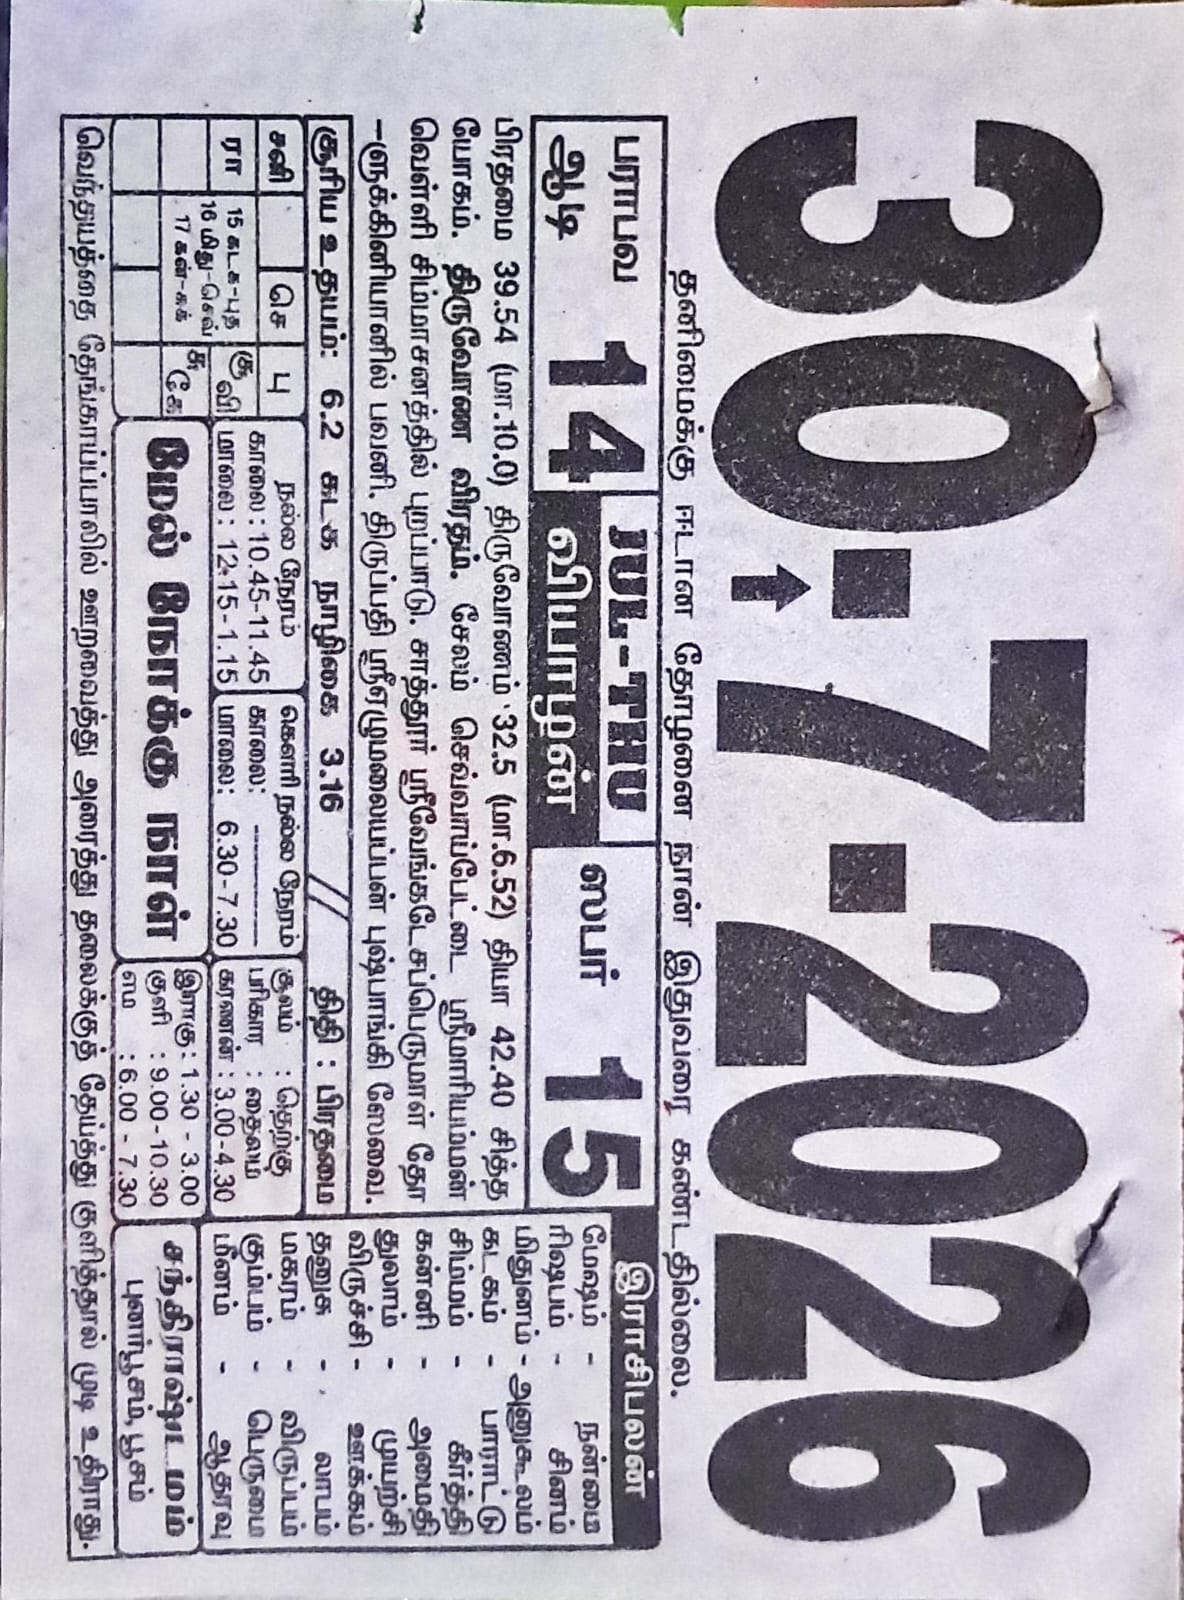 30.7.2026
தனிமைக்கு ஈடான தோழனை நான் இதுவரை கண்டதில்லை.
பராபவ
ஆடி 14
JUL-THU
வியாழன்
ஸபர் 15
பிரதமை 39.54 (மா.10.0) திருவோணம் 32.5 (மா.6.52) தியா 42.40 சித்த
யோகம். திருவோண விரதம். சேலம் செவ்வாய்பேட்டை ஸ்ரீமாரியம்மன்
வெள்ளி சிம்மாசனத்தில் புறப்பாடு. சாத்தூர் ஸ்ரீவேங்கடேசப்பெருமாள் தோ
-ளுக்கினியானில் பவனி. திருப்பதி ஸ்ரீஏழுமலையப்பன் புஷ்பாங்கி ஸேவை.
சூரிய உதயம்: 6.2 கடக நாழிகை 3.16 // திதி : பிரதமை
சனி
செ
பு
ரா
15 கடக-புத
16 மிது-செவ்
17 கன்-சுக்
கு
வி
சு
கே
நல்ல நேரம்
காலை : 10.45-11.45
மாலை : 12.15 - 1.15
கௌரி நல்ல நேரம்
காலை: ----------
மாலை: 6.30-7.30
சூலம் : தெற்கு
பரிகார : தைலம்
கரணன் : 3.00-4.30
மேல் நோக்கு நாள்
இராகு : 1.30 - 3.00
குளி : 9.00 -10.30
எம : 6.00 - 7.30
இராசிபலன்
மேஷம் - நன்மை
ரிஷபம் - சினம்
மிதுனம் - அனுகூலம்
கடகம் - பாராட்டு
சிம்மம் - கீர்த்தி
கன்னி - அமைதி
துலாம் - முயற்சி
விருச்சி - ஊக்கம்
தனுசு - லாபம்
மகரம் - விருப்பம்
கும்பம் - பெருமை
மீனம் - ஆதரவு
சந்திராஷ்டமம்
புனர்பூசம், பூசம்
வெந்தயத்தை தேங்காய்ப்பாலில் ஊறவைத்து அரைத்து தலைக்குத் தேய்த்து குளித்தால் முடி உதிராது.